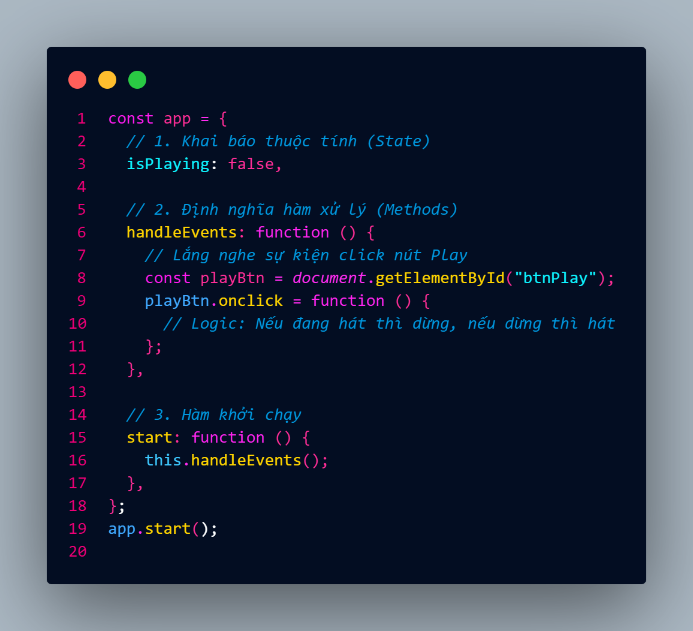 1 const app = {
2 // 1. Khai báo thuộc tính (State)
3 isPlaying: false,
4
5 // 2. Định nghĩa hàm xử lý (Methods)
6 handleEvents: function () {
7 // Lắng nghe sự kiện click nút Play
8 const playBtn = document.getElementById("btnPlay");
9 playBtn.onclick = function () {
10 // Logic: Nếu đang hát thì dừng, nếu dừng thì hát
11 };
12 },
13
14 // 3. Hàm khởi chạy
15 start: function () {
16 this.handleEvents();
17 },
18 };
19 app.start();
20